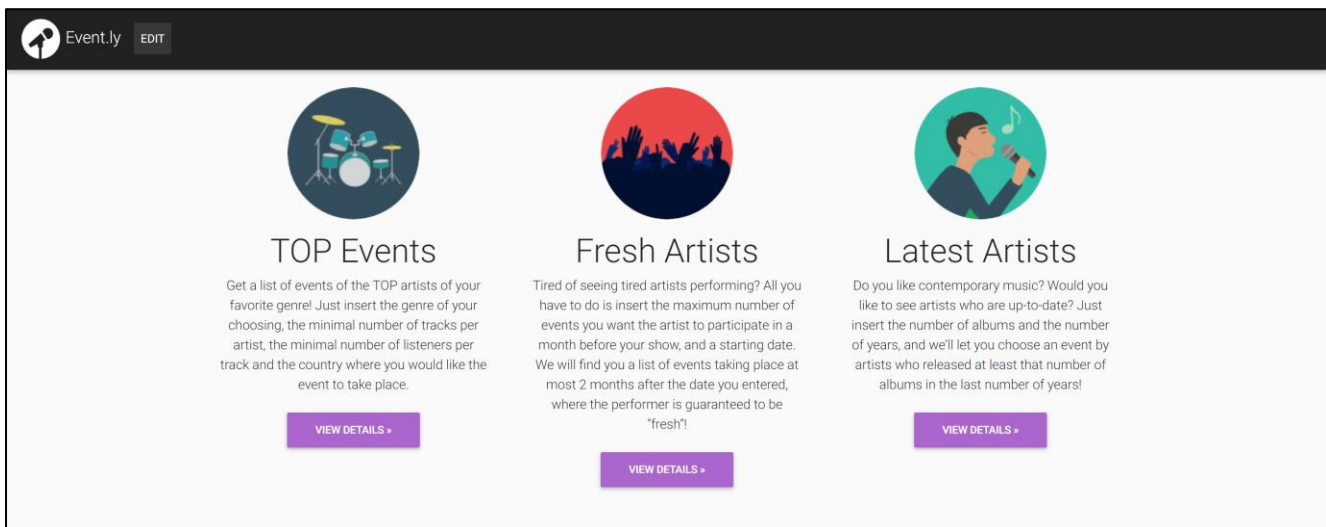 Event.ly EDIT
TOP Events
Get a list of events of the TOP artists of your
favorite genre! Just insert the genre of your
choosing, the minimal number of tracks per
artist, the minimal number of listeners per
track and the country where you would like the
event to take place.
VIEW DETAILS »
Fresh Artists
Tired of seeing tired artists performing? All you
have to do is insert the maximum number of
events you want the artist to participate in a
month before your show, and a starting date.
We will find you a list of events taking place at
most 2 months after the date you entered,
where the performer is guaranteed to be
"fresh"!
VIEW DETAILS »
Latest Artists
Do you like contemporary music? Would you
like to see artists who are up-to-date? Just
insert the number of albums and the number
of years, and we'll let you choose an event by
artists who released at least that number of
albums in the last number of years!
VIEW DETAILS »